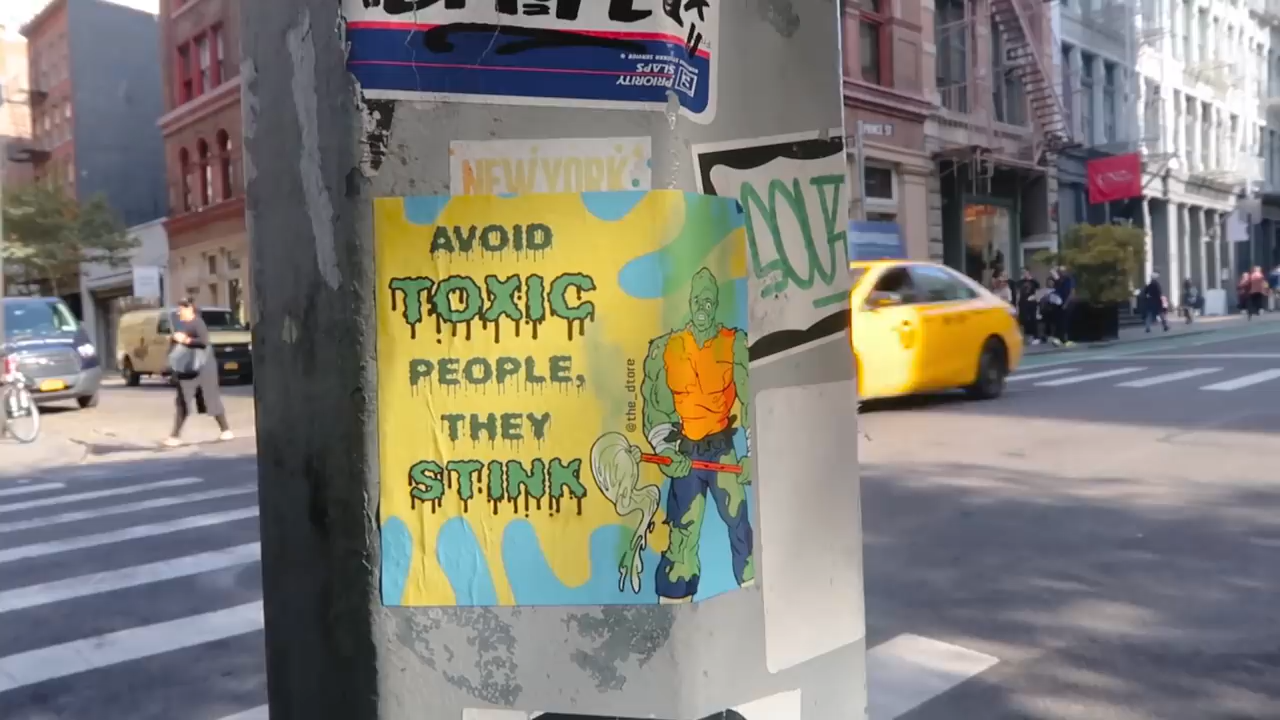 PRIORITY
SLAPS
NEW YORK
AVOID
TOXIC
PEOPLE,
THEY
STINK
@the_dtore
PRINCE ST